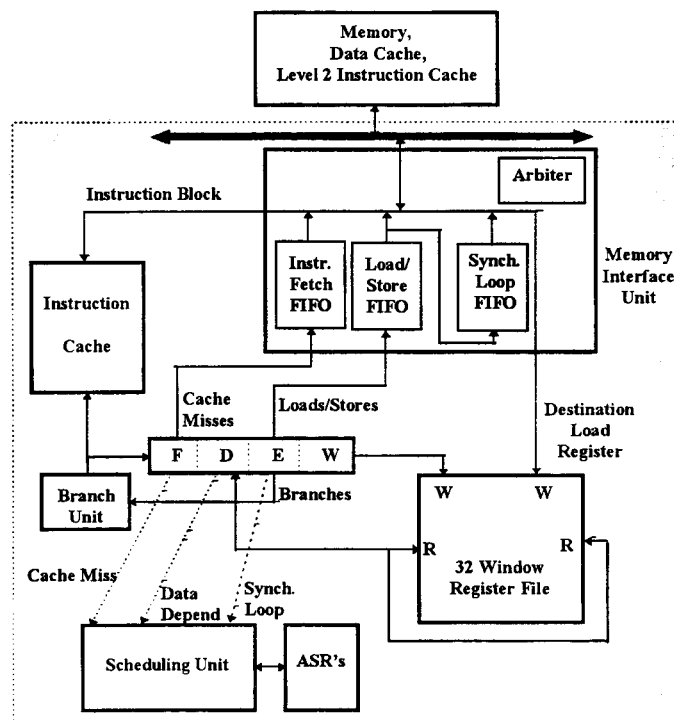 Memory,
Data Cache,
Level 2 Instruction Cache
Arbiter
Instruction Block
Instr.
Fetch
FIFO
Load/
Store
FIFO
Synch.
Loop
FIFO
Memory
Interface
Unit
Instruction
Cache
Cache
Misses
Loads/Stores
Destination
Load
Register
F D E W
Branch
Unit
Branches
W W
R R
32 Window
Register File
Cache Miss
Data
Depend
Synch.
Loop
Scheduling Unit
ASR's